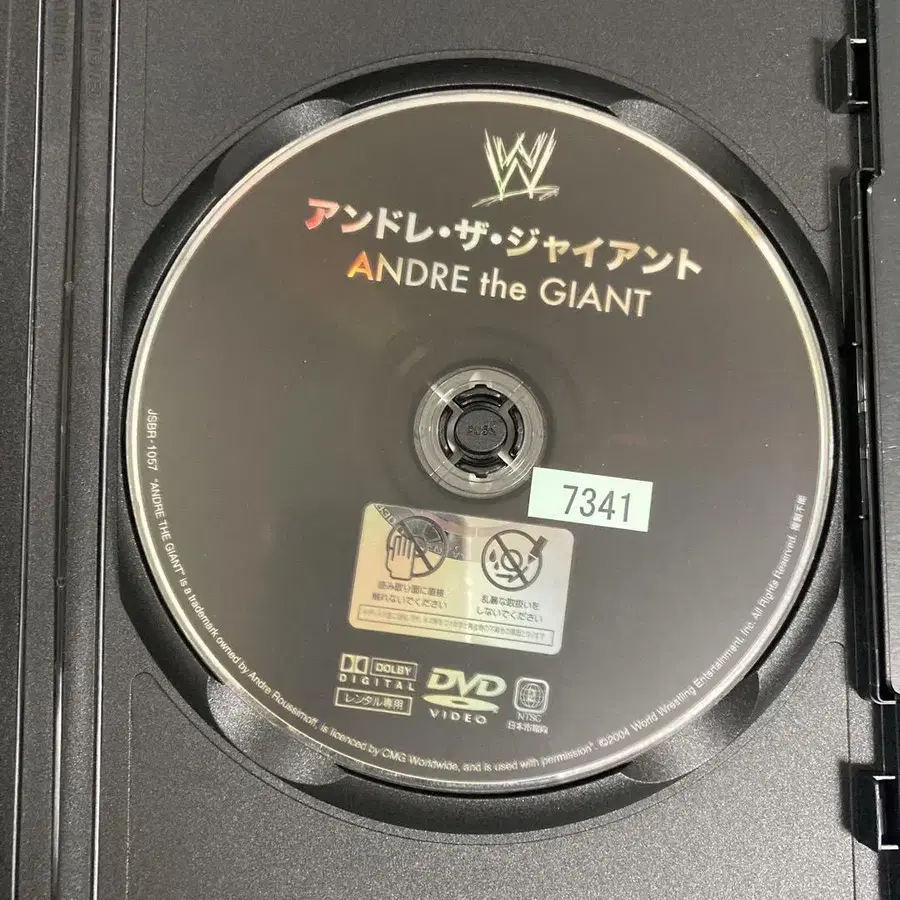 W
アンドレ・ザ・ジャイアント
ANDRE the GIANT
7341
読み取り面に直接
触れないでください
乱暴な取扱いを
しないでください
DOLBY
DIGITAL
レンタル専用
DVD
VIDEO
NTSC
日本市場向
JSBR-1057 "ANDRE THE GIANT" is a trademark owned by Andre Roussimoff, is licenced by CMG Worldwide, and is used with permission". ©2004 World Wrestling Entertainment, Inc. All Rights Reserved. 複製不能